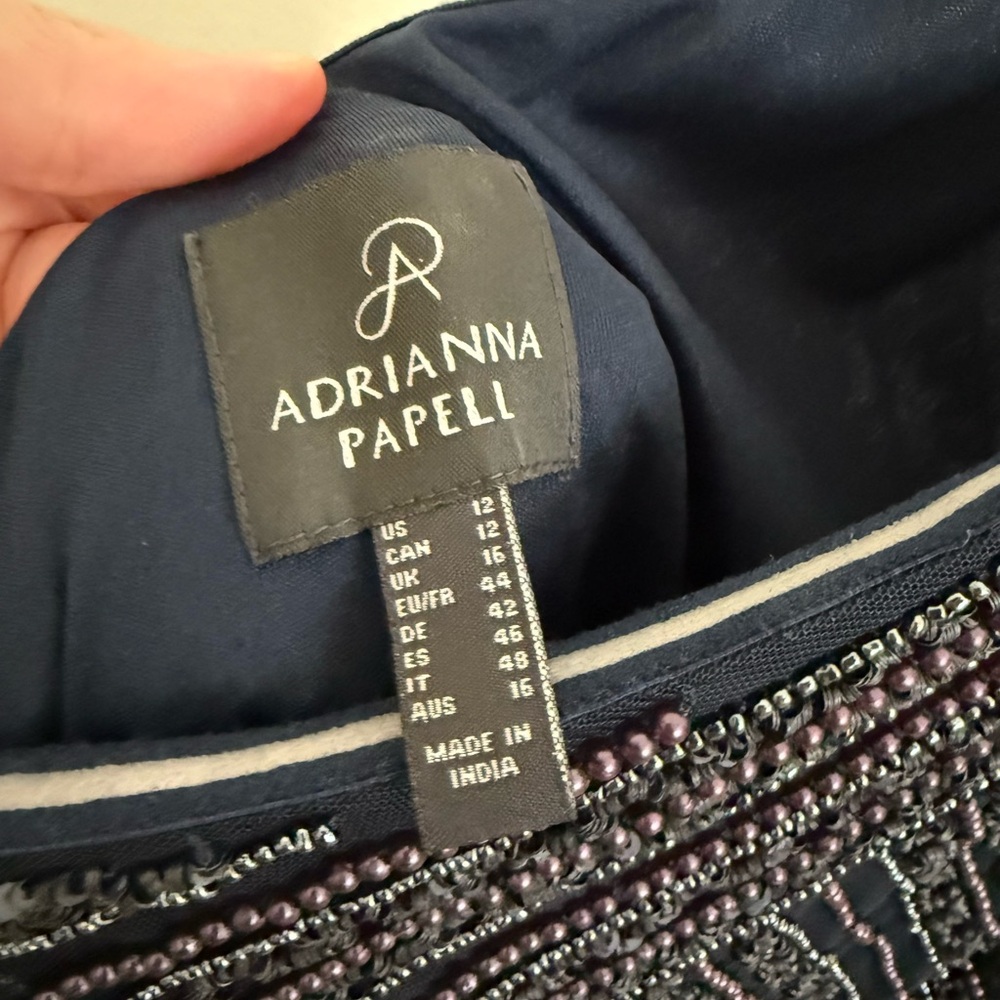 ADRIANNA
PAPELL
US 12
CAN 12
UK 16
EU/FR 44
DE 42
ES 46
IT 48
AUS 16
MADE IN
INDIA